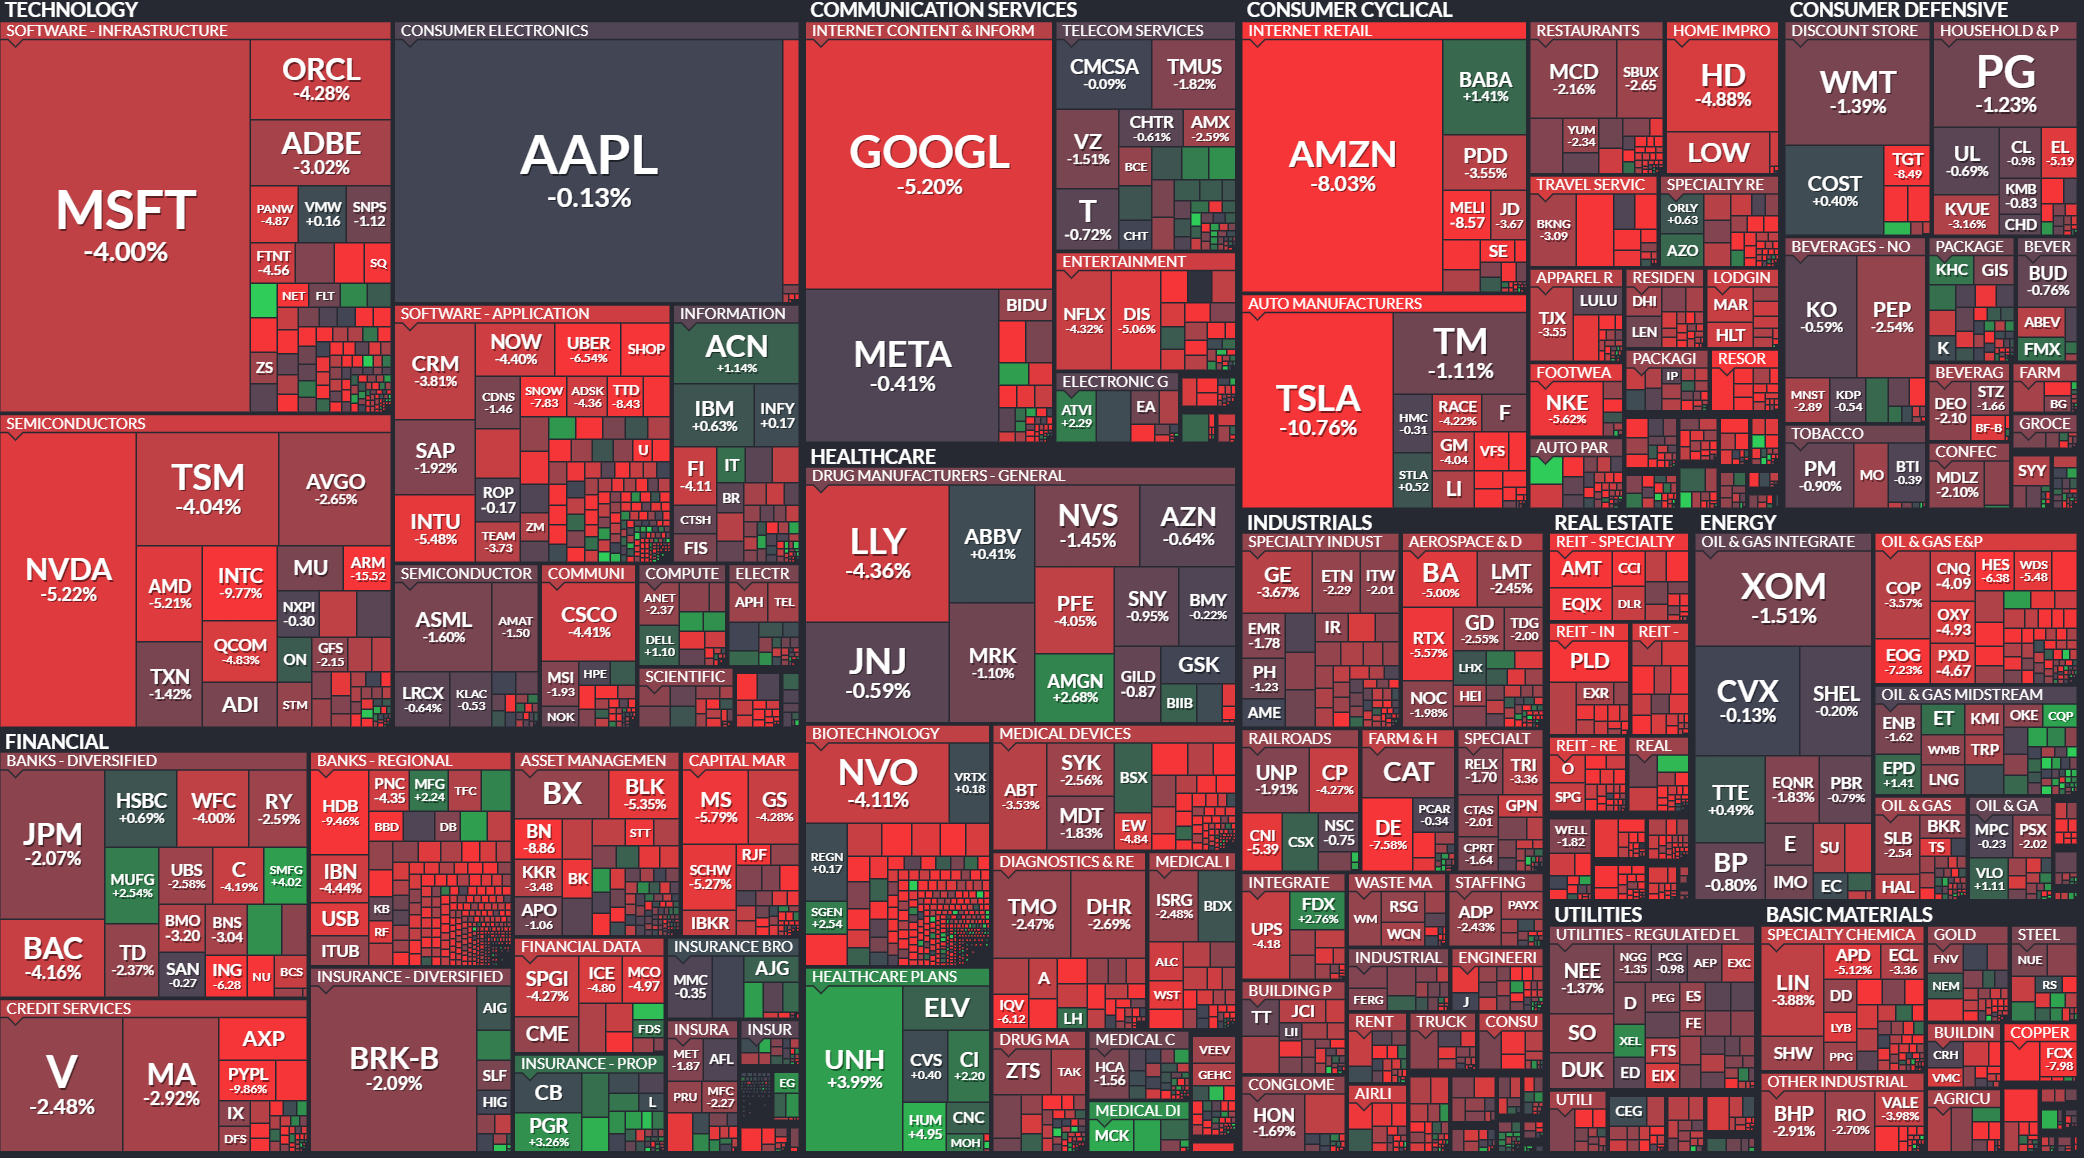 TECHNOLOGY
SOFTWARE - INFRASTRUCTURE
MSFT
-4.00%
ORCL
-4.28%
ADBE
-3.02%
PANW
-4.87
VMW
+0.16
SNPS
-1.12
FTNT
-4.56
SQ
NET
FLT
ZS
CONSUMER ELECTRONICS
AAPL
-0.13%
SOFTWARE - APPLICATION
CRM
-3.81%
NOW
-4.40%
UBER
-6.54%
SHOP
CDNS
-1.46
SNOW
-7.83
ADSK
-4.36
TTD
-8.43
SAP
-1.92%
U
INTU
-5.48%
ROP
-0.17
TEAM
-3.73
ZM
INFORMATION
ACN
+1.14%
IBM
+0.63%
INFY
+0.17
FI
-4.11
IT
BR
CTSH
FIS
SEMICONDUCTORS
NVDA
-5.22%
TSM
-4.04%
AVGO
-2.65%
AMD
-5.21%
INTC
-9.77%
MU
ARM
-15.52
NXPI
-0.30
QCOM
-4.83%
TXN
-1.42%
ON
GFS
-2.15
ADI
STM
SEMICONDUCTOR
ASML
-1.60%
AMAT
-1.50
LRCX
-0.64%
KLAC
-0.53
COMMUNI
CSCO
-4.41%
MSI
-1.93
HPE
NOK
COMPUTE
ANET
-2.37
DELL
+1.10
ELECTR
APH
TEL
SCIENTIFIC
FINANCIAL
BANKS - DIVERSIFIED
JPM
-2.07%
HSBC
+0.69%
WFC
-4.00%
RY
-2.59%
MUFG
+2.54%
UBS
-2.58%
C
-4.19%
SMFG
+4.02
BAC
-4.16%
TD
-2.37%
BMO
-3.20
BNS
-3.04
SAN
-0.27
ING
-6.28
NU
BCS
CREDIT SERVICES
V
-2.48%
MA
-2.92%
AXP
PYPL
-9.86%
IX
DFS
BANKS - REGIONAL
HDB
-9.46%
PNC
-4.35
MFG
+2.24
TFC
BBD
DB
IBN
-4.44%
USB
KB
RF
ITUB
INSURANCE - DIVERSIFIED
BRK-B
-2.09%
AIG
SLF
HIG
ASSET MANAGEMEN
BX
BLK
-5.35%
BN
-8.86
STT
KKR
-3.48
BK
APO
-1.06
CAPITAL MAR
MS
-5.79%
GS
-4.28%
SCHW
-5.27%
RJF
IBKR
FINANCIAL DATA
SPGI
-4.27%
ICE
-4.80
MCO
-4.97
CME
FDS
INSURANCE BRO
MMC
-0.35
AJG
INSURANCE - PROP
CB
L
PGR
+3.26%
INSURA
MET
-1.87
AFL
PRU
MFC
-2.27
INSUR
EG
COMMUNICATION SERVICES
INTERNET CONTENT & INFORM
GOOGL
-5.20%
META
-0.41%
BIDU
TELECOM SERVICES
CMCSA
-0.09%
TMUS
-1.82%
VZ
-1.51%
CHTR
-0.61%
AMX
-2.59%
BCE
T
-0.72%
CHT
ENTERTAINMENT
NFLX
-4.32%
DIS
-5.06%
ELECTRONIC G
ATVI
+2.29
EA
HEALTHCARE
DRUG MANUFACTURERS - GENERAL
LLY
-4.36%
ABBV
+0.41%
NVS
-1.45%
AZN
-0.64%
JNJ
-0.59%
MRK
-1.10%
PFE
-4.05%
SNY
-0.95%
BMY
-0.22%
AMGN
+2.68%
GILD
-0.87
GSK
BIIB
BIOTECHNOLOGY
NVO
-4.11%
VRTX
+0.18
REGN
+0.17
SGEN
+2.54
MEDICAL DEVICES
ABT
-3.53%
SYK
-2.56%
BSX
MDT
-1.83%
EW
-4.84
DIAGNOSTICS & RE
TMO
-2.47%
DHR
-2.69%
A
IQV
-6.12
LH
MEDICAL I
ISRG
-2.48%
BDX
ALC
WST
HEALTHCARE PLANS
UNH
+3.99%
ELV
CVS
+0.40
CI
+2.20
HUM
+4.95
CNC
MOH
DRUG MA
ZTS
TAK
MEDICAL C
HCA
-1.56
VEEV
GEHC
MEDICAL DI
MCK
CONSUMER CYCLICAL
INTERNET RETAIL
AMZN
-8.03%
BABA
+1.41%
PDD
-3.55%
MELI
-8.57
JD
-3.67
SE
AUTO MANUFACTURERS
TSLA
-10.76%
TM
-1.11%
HMC
-0.31
RACE
-4.22%
F
GM
-4.04
VFS
STLA
+0.52
LI
RESTAURANTS
MCD
-2.16%
SBUX
-2.65
YUM
-2.34
HOME IMPRO
HD
-4.88%
LOW
TRAVEL SERVIC
BKNG
-3.09
SPECIALTY RE
ORLY
+0.63
AZO
APPAREL R
TJX
-3.55
LULU
RESIDEN
DHI
LEN
LODGIN
MAR
HLT
FOOTWEA
NKE
-5.62%
PACKAGI
IP
RESOR
AUTO PAR
CONSUMER DEFENSIVE
DISCOUNT STORE
WMT
-1.39%
COST
+0.40%
TGT
-8.49
HOUSEHOLD & P
PG
-1.23%
UL
-0.69%
CL
-0.98
EL
-5.19
KMB
-0.83
KVUE
-3.16%
CHD
BEVERAGES - NO
KO
-0.59%
PEP
-2.54%
MNST
-2.89
KDP
-0.54
PACKAGE
KHC
GIS
K
BEVER
BUD
-0.76%
ABEV
FMX
BEVERAG
DEO
-2.10
STZ
-1.66
BF-B
FARM
BG
GROCE
TOBACCO
PM
-0.90%
MO
BTI
-0.39
CONFEC
MDLZ
-2.10%
SYY
INDUSTRIALS
SPECIALTY INDUST
GE
-3.67%
ETN
-2.29
ITW
-2.01
EMR
-1.78
IR
PH
-1.23
AME
AEROSPACE & D
BA
-5.00%
LMT
-2.45%
RTX
-5.57%
GD
-2.55%
TDG
-2.00
LHX
NOC
-1.98%
HEI
RAILROADS
UNP
-1.91%
CP
-4.27%
CNI
-5.39
CSX
NSC
-0.75
FARM & H
CAT
DE
-7.58%
PCAR
-0.34
SPECIALT
RELX
-1.70
TRI
-3.36
CTAS
-2.01
GPN
CPRT
-1.64
INTEGRATE
UPS
-4.18
FDX
+2.76%
WASTE MA
WM
RSG
WCN
STAFFING
ADP
-2.43%
PAYX
INDUSTRIAL
FERG
ENGINEERI
J
BUILDING P
TT
JCI
LII
RENT
TRUCK
CONSU
CONGLOME
HON
-1.69%
AIRLI
REAL ESTATE
REIT - SPECIALTY
AMT
CCI
EQIX
DLR
REIT - IN
PLD
EXR
REIT -
REIT - RE
O
SPG
REAL
WELL
-1.82
ENERGY
OIL & GAS INTEGRATE
XOM
-1.51%
CVX
-0.13%
SHEL
-0.20%
TTE
+0.49%
EQNR
-1.83%
PBR
-0.79%
BP
-0.80%
E
SU
IMO
EC
OIL & GAS E&P
COP
-3.57%
CNQ
-4.09
HES
-6.38
WDS
-5.48
OXY
-4.93
EOG
-7.23%
PXD
-4.67
OIL & GAS MIDSTREAM
ENB
-1.62
ET
KMI
OKE
CQP
WMB
TRP
EPD
+1.41
LNG
OIL & GAS
SLB
-2.54
BKR
TS
HAL
OIL & GA
MPC
-0.23
PSX
-2.02
VLO
+1.11
UTILITIES
UTILITIES - REGULATED EL
NEE
-1.37%
NGG
-1.35
PCG
-0.98
AEP
EXC
D
PEG
ES
SO
XEL
FE
FTS
DUK
ED
EIX
UTILI
CEG
BASIC MATERIALS
SPECIALTY CHEMICA
LIN
-3.88%
APD
-5.12%
ECL
-3.36
DD
LYB
SHW
PPG
GOLD
FNV
NEM
STEEL
NUE
RS
BUILDIN
CRH
VMC
COPPER
FCX
-7.98
OTHER INDUSTRIAL
BHP
-2.91%
RIO
-2.70%
VALE
-3.98%
AGRICU